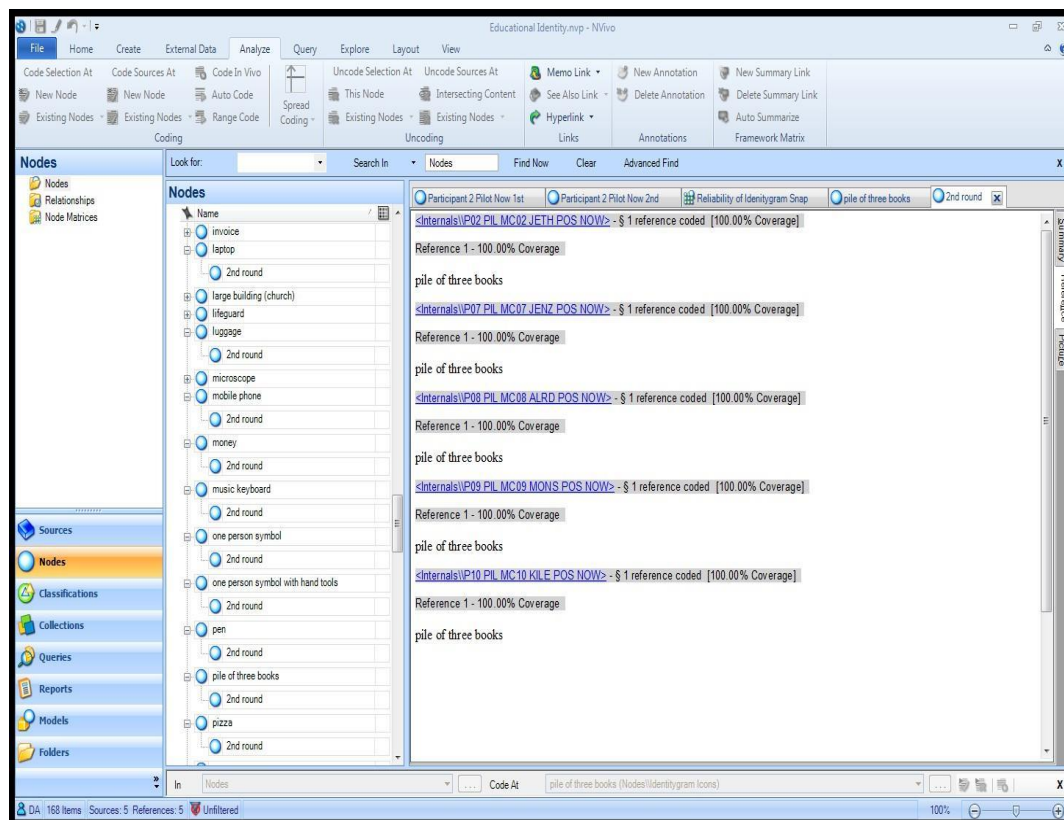 Educational Identity.nvp - NVivo
File Home Create External Data Analyze Query Explore Layout View
Code Selection At Code Sources At Code In Vivo Uncode Selection At Uncode Sources At Memo Link New Annotation New Summary Link
New Node New Node Auto Code Spread Coding This Node Intersecting Content See Also Link Delete Annotation Delete Summary Link
Existing Nodes Existing Nodes Range Code Existing Nodes Existing Nodes Hyperlink Auto Summarize
Coding Uncoding Links Annotations Framework Matrix
Nodes
Look for: Search In Nodes Find Now Clear Advanced Find X
Nodes
Relationships
Node Matrices
Sources
Nodes
Classifications
Collections
Queries
Reports
Models
Folders
Nodes
Name
invoice
laptop
2nd round
large building (church)
lifeguard
luggage
2nd round
microscope
mobile phone
2nd round
money
2nd round
music keyboard
2nd round
one person symbol
2nd round
one person symbol with hand tools
2nd round
pen
2nd round
pile of three books
2nd round
pizza
2nd round
Participant 2 Pilot Now 1st Participant 2 Pilot Now 2nd Reliability of Idenitygram Snap pile of three books 2nd round
<Internals\\P02 PIL MC02 JETH POS NOW> - § 1 reference coded [100.00% Coverage]
Reference 1 - 100.00% Coverage
pile of three books
<Internals\\P07 PIL MC07 JENZ POS NOW> - § 1 reference coded [100.00% Coverage]
Reference 1 - 100.00% Coverage
pile of three books
<Internals\\P08 PIL MC08 ALRD POS NOW> - § 1 reference coded [100.00% Coverage]
Reference 1 - 100.00% Coverage
pile of three books
<Internals\\P09 PIL MC09 MONS POS NOW> - § 1 reference coded [100.00% Coverage]
Reference 1 - 100.00% Coverage
pile of three books
<Internals\\P10 PIL MC10 KILE POS NOW> - § 1 reference coded [100.00% Coverage]
Reference 1 - 100.00% Coverage
pile of three books
Summary
Reference
Picture
In Nodes ... Code At pile of three books (Nodes\\Identitygram Icons) ... X
DA 168 Items Sources: 5 References: 5 Unfiltered 100%